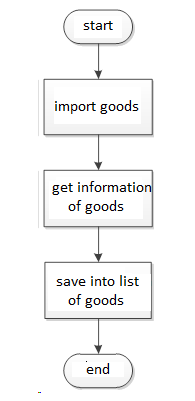 start
import goods
get information
of goods
save into list
of goods
end